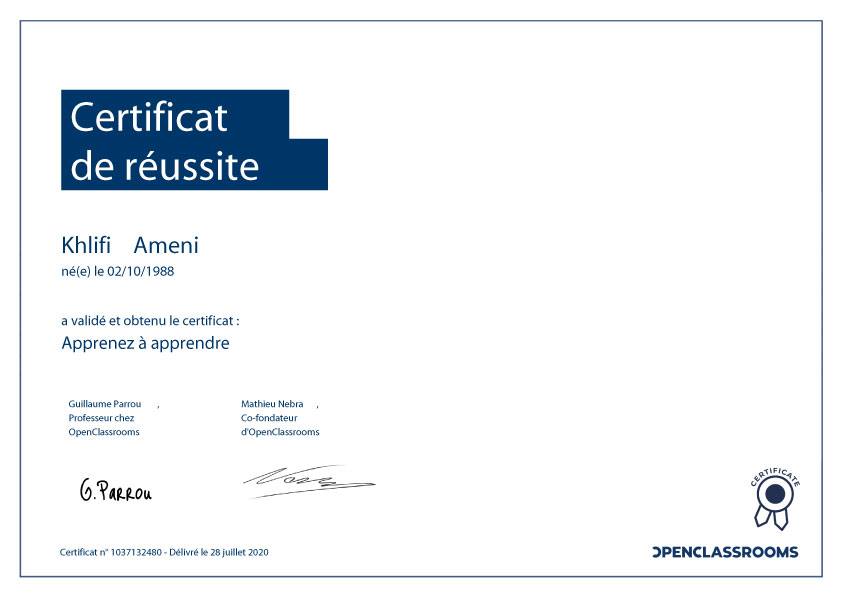 Certificat
de réussite
Khlifi Ameni
né(e) le 02/10/1988
a validé et obtenu le certificat :
Apprenez à apprendre
Guillaume Parrou ,
Professeur chez
OpenClassrooms
Mathieu Nebra ,
Co-fondateur
d'OpenClassrooms
G.Parrou
CERTIFICATE
Certificat n° 1037132480 - Délivré le 28 juillet 2020
OPENCLASSROOMS